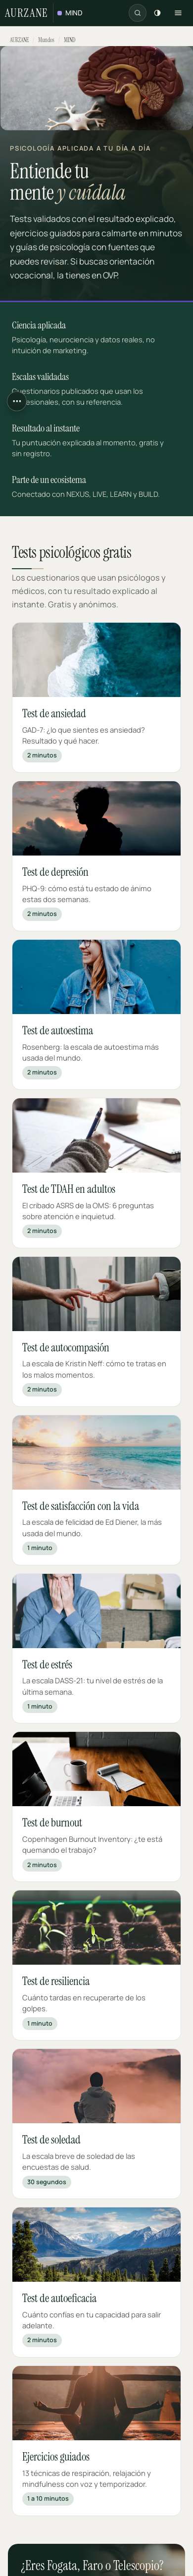 AURZANE MIND
AURZANE / Mundos / MIND
PSICOLOGÍA APLICADA A TU DÍA A DÍA
Entiende tu
mente y cuídala
Tests validados con el resultado explicado,
ejercicios guiados para calmarte en minutos
y guías de psicología con fuentes que
puedes revisar. Si buscas orientación
vocacional, la tienes en OVP.
Ciencia aplicada
Psicología, neurociencia y datos reales, no
intuición de marketing.
Escalas validadas
Cuestionarios publicados que usan los
profesionales, con su referencia.
Resultado al instante
Tu puntuación explicada al momento, gratis y
sin registro.
Parte de un ecosistema
Conectado con NEXUS, LIVE, LEARN y BUILD.
Tests psicológicos gratis
Los cuestionarios que usan psicólogos y
médicos, con tu resultado explicado al
instante. Gratis y anónimos.
Test de ansiedad
GAD-7: ¿lo que sientes es ansiedad?
Resultado y qué hacer.
2 minutos
Test de depresión
PHQ-9: cómo está tu estado de ánimo
estas dos semanas.
2 minutos
Test de autoestima
Rosenberg: la escala de autoestima más
usada del mundo.
2 minutos
Test de TDAH en adultos
El cribado ASRS de la OMS: 6 preguntas
sobre atención e inquietud.
2 minutos
Test de autocompasión
La escala de Kristin Neff: cómo te tratas en
los malos momentos.
2 minutos
Test de satisfacción con la vida
La escala de felicidad de Ed Diener, la más
usada del mundo.
1 minuto
Test de estrés
La escala DASS-21: tu nivel de estrés de la
última semana.
1 minuto
Test de burnout
Copenhagen Burnout Inventory: ¿te está
quemando el trabajo?
2 minutos
Test de resiliencia
Cuánto tardas en recuperarte de los
golpes.
1 minuto
Test de soledad
La escala breve de soledad de las
encuestas de salud.
30 segundos
Test de autoeficacia
Cuánto confías en tu capacidad para salir
adelante.
2 minutos
Ejercicios guiados
13 técnicas de respiración, relajación y
mindfulness con voz y temporizador.
1 a 10 minutos
¿Eres Fogata, Faro o Telescopio?